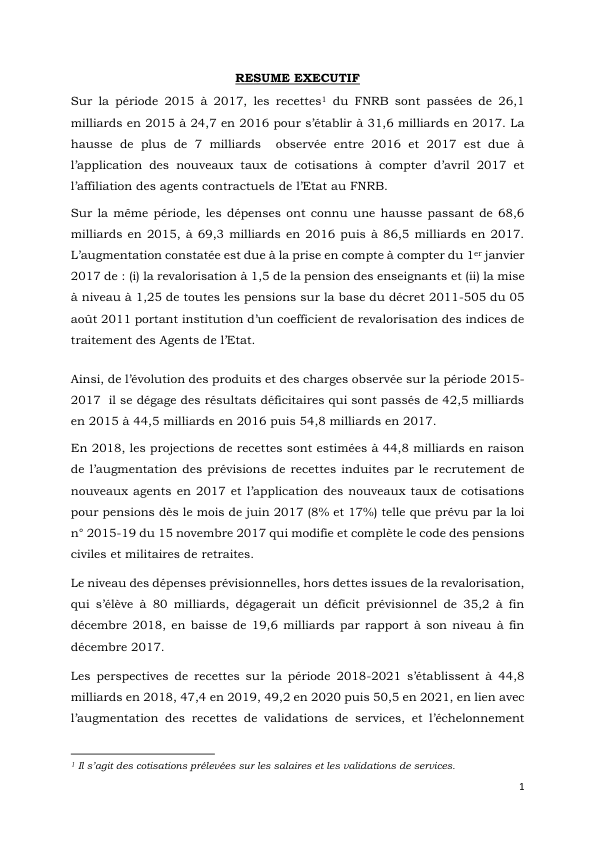 RESUME EXECUTIF
Sur la période 2015 à 2017, les recettes¹ du FNRB sont passées de 26,1
milliards en 2015 à 24,7 en 2016 pour s’établir à 31,6 milliards en 2017. La
hausse de plus de 7 milliards  observée entre 2016 et 2017 est due à
l’application des nouveaux taux de cotisations à compter d’avril 2017 et
l’affiliation des agents contractuels de l’Etat au FNRB.
Sur la même période, les dépenses ont connu une hausse passant de 68,6
milliards en 2015, à 69,3 milliards en 2016 puis à 86,5 milliards en 2017.
L’augmentation constatée est due à la prise en compte à compter du 1er janvier
2017 de : (i) la revalorisation à 1,5 de la pension des enseignants et (ii) la mise
à niveau à 1,25 de toutes les pensions sur la base du décret 2011-505 du 05
août 2011 portant institution d’un coefficient de revalorisation des indices de
traitement des Agents de l’Etat.
Ainsi, de l’évolution des produits et des charges observée sur la période 2015-
2017  il se dégage des résultats déficitaires qui sont passés de 42,5 milliards
en 2015 à 44,5 milliards en 2016 puis 54,8 milliards en 2017.
En 2018, les projections de recettes sont estimées à 44,8 milliards en raison
de l’augmentation des prévisions de recettes induites par le recrutement de
nouveaux agents en 2017 et l’application des nouveaux taux de cotisations
pour pensions dès le mois de juin 2017 (8% et 17%) telle que prévu par la loi
n° 2015-19 du 15 novembre 2017 qui modifie et complète le code des pensions
civiles et militaires de retraites.
Le niveau des dépenses prévisionnelles, hors dettes issues de la revalorisation,
qui s’élève à 80 milliards, dégagerait un déficit prévisionnel de 35,2 à fin
décembre 2018, en baisse de 19,6 milliards par rapport à son niveau à fin
décembre 2017.
Les perspectives de recettes sur la période 2018-2021 s’établissent à 44,8
milliards en 2018, 47,4 en 2019, 49,2 en 2020 puis 50,5 en 2021, en lien avec
l’augmentation des recettes de validations de services, et l’échelonnement
¹ Il s’agit des cotisations prélevées sur les salaires et les validations de services.
1